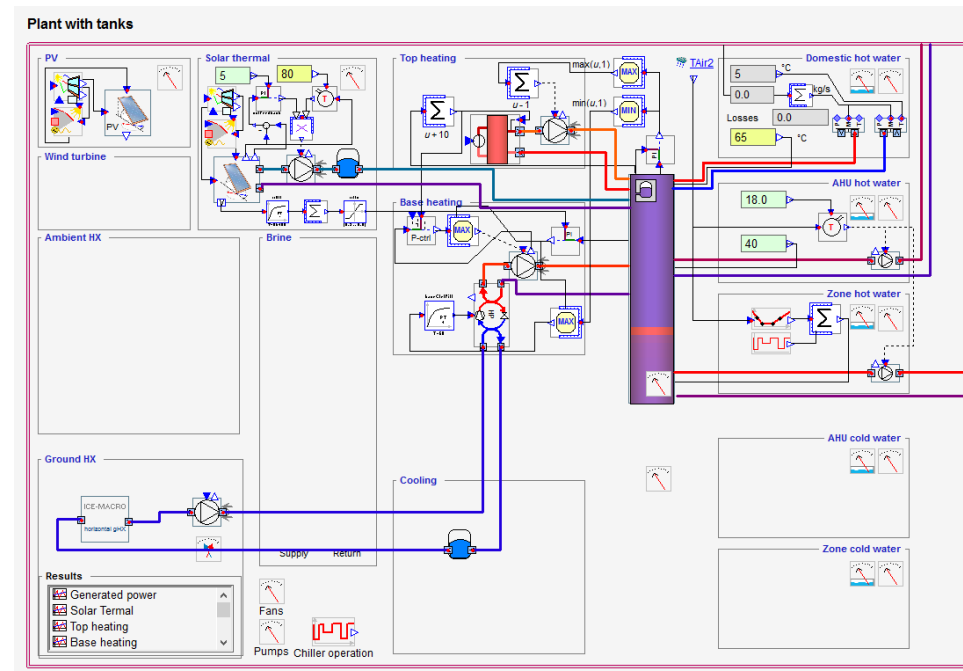 Plant with tanks
PV
PV
Wind turbine
Ambient HX
Ground HX
ICE-MACRO
horizontal gHX
Results
Generated power
Solar Termal
Top heating
Base heating
Solar thermal
5
80
PI
T
Σ
Brine
Supply
Return
Fans
Pumps
Chiller operation
Top heating
Σ
u + 10
Σ
u - 1
max(u,1)
MAX
min(u,1)
MIN
PI
Base heating
P-ctrl
MAX
PI
HP
MAX
Cooling
TAir2
Domestic hot water
5
°C
0.0
Σ
kg/s
Losses
0.0
65
°C
P M T
P M T
AHU hot water
18.0
T
40
Zone hot water
Σ
AHU cold water
Zone cold water